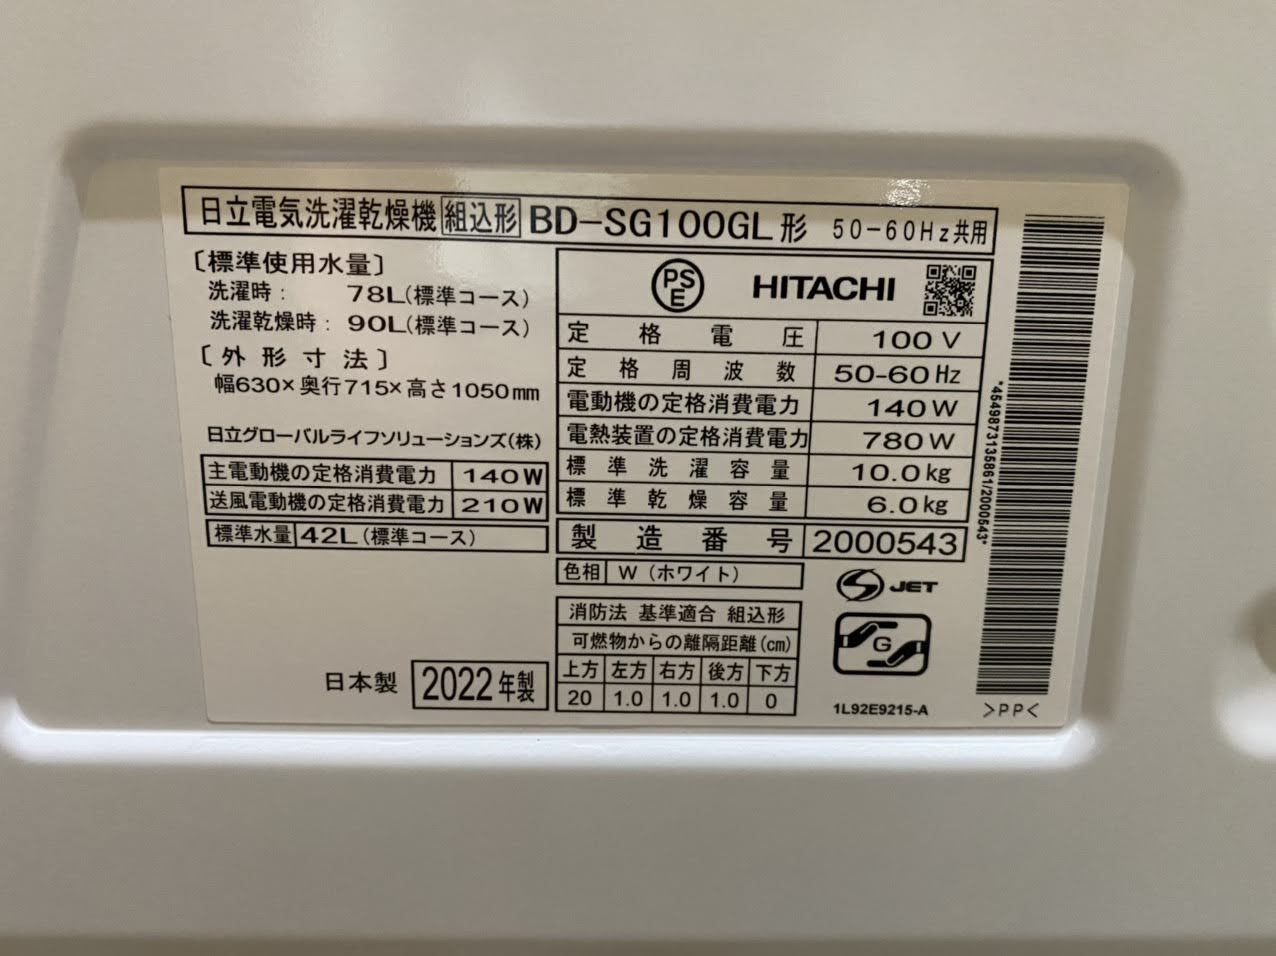 日立電気洗濯乾燥機 組込形 BD-SG100GL形 50-60Hz共用
〔標準使用水量〕
洗濯時: 78L(標準コース)
洗濯乾燥時: 90L(標準コース)
〔外形寸法〕
幅630×奥行715×高さ1050mm
日立グローバルライフソリューションズ(株)
主電動機の定格消費電力 140W
送風電動機の定格消費電力 210W
標準水量 42L(標準コース)
日本製 2022年製
PS E HITACHI
定格電圧 100V
定格周波数 50-60Hz
電動機の定格消費電力 140W
電熱装置の定格消費電力 780W
標準洗濯容量 10.0kg
標準乾燥容量 6.0kg
製造番号 2000543
色相 W(ホワイト)
消防法 基準適合 組込形
可燃物からの離隔距離(cm)
上方 左方 右方 後方 下方
20 1.0 1.0 1.0 0
S JET
G
1L92E9215-A
*4549873135861/2000543*
>PP<